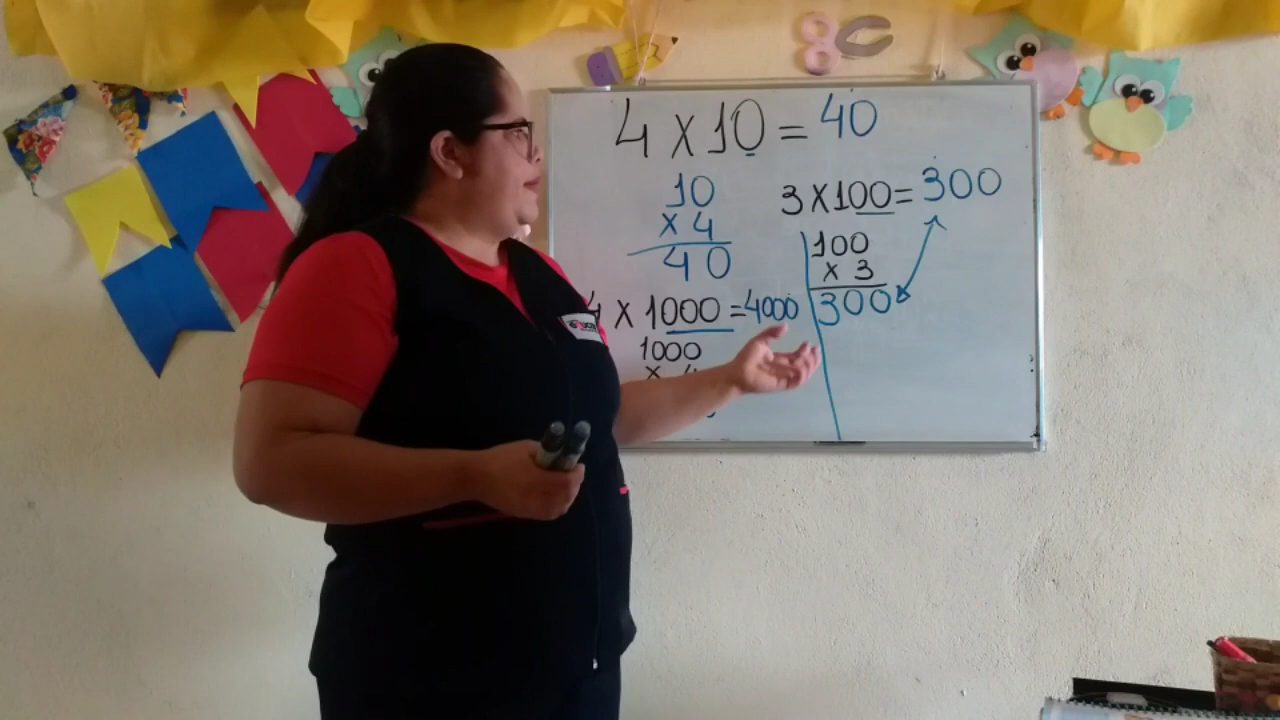 4 X 10 = 40
10
X 4
40
4 X 1000 = 4000
1000
X 4
3 X 100 = 300
100
X 3
300